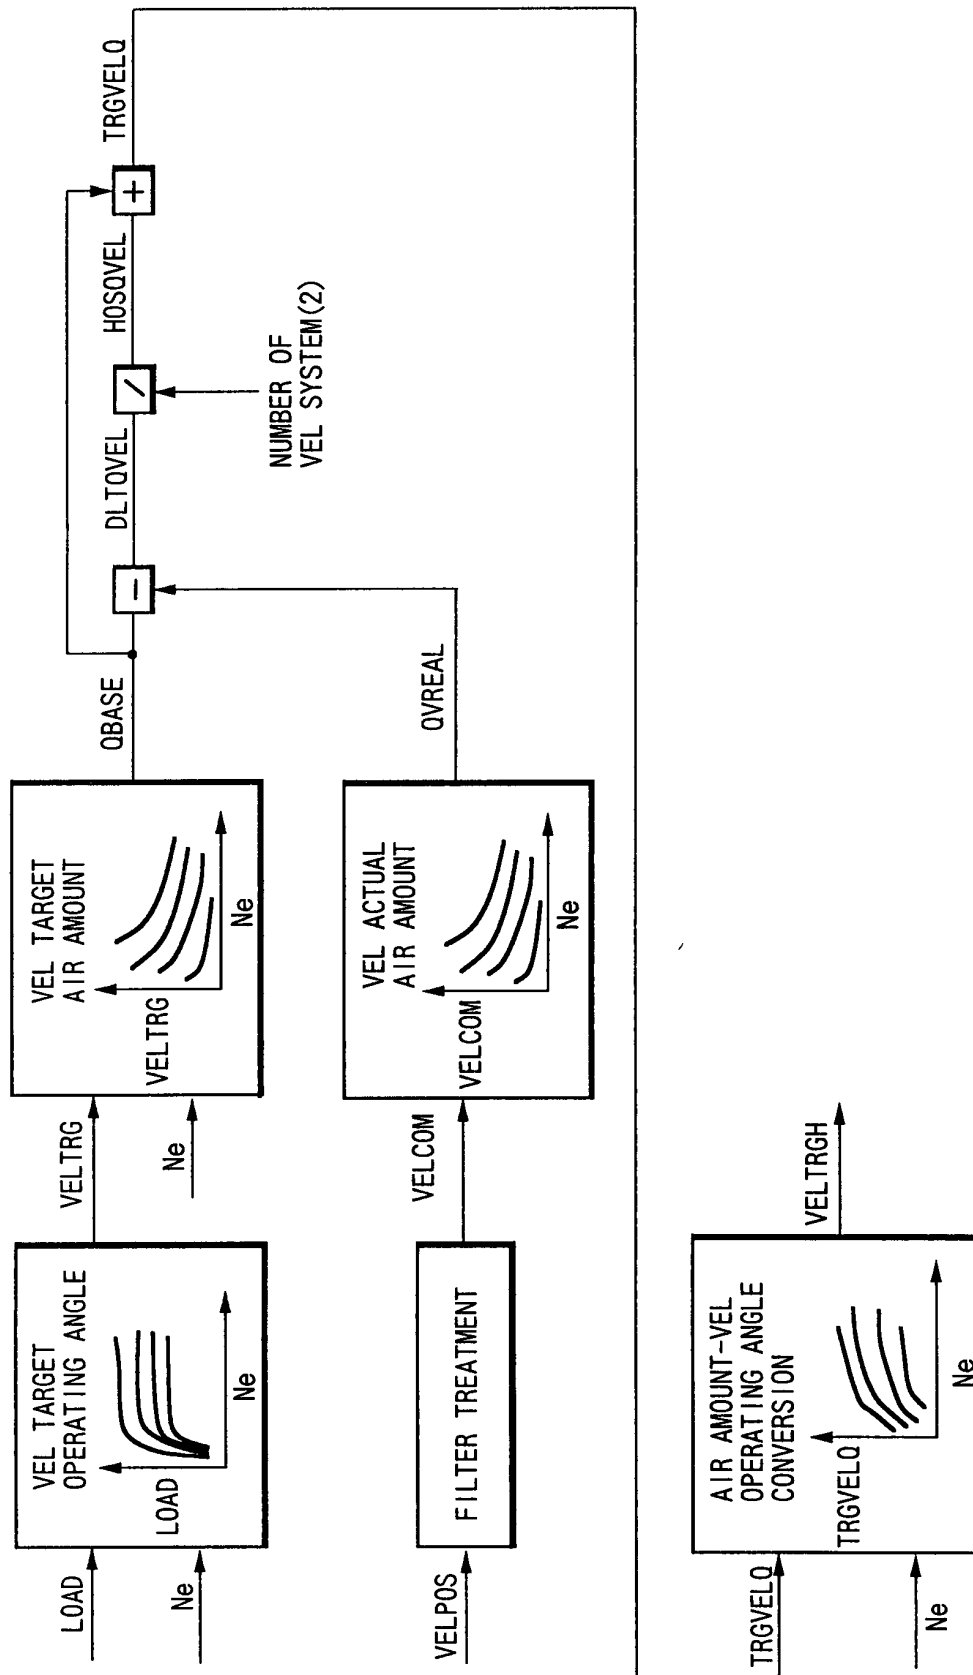 LOAD
Ne
VEL TARGET
OPERATING ANGLE
LOAD
Ne
VELTRG
Ne
VEL TARGET
AIR AMOUNT
VELTRG
Ne
QBASE
−
DLTQVEL
/
HOSQVEL
+
TRGVELQ
NUMBER OF
VEL SYSTEM(2)
VELPOS
FILTER TREATMENT
VELCOM
VEL ACTUAL
AIR AMOUNT
VELCOM
Ne
QVREAL
TRGVELQ
Ne
AIR AMOUNT-VEL
OPERATING ANGLE
CONVERSION
TRGVELQ
Ne
VELTRGH